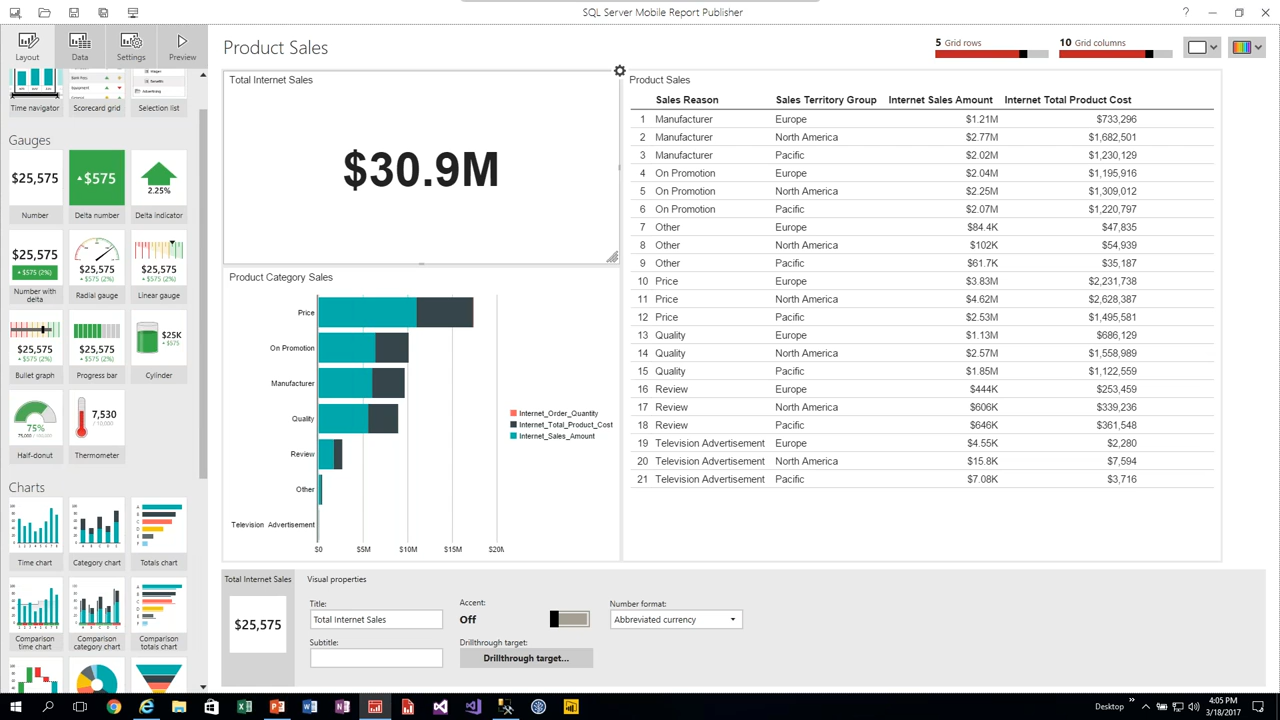 SQL Server Mobile Report Publisher
?
Layout
Data
Settings
Preview
Product Sales
5 Grid rows
10 Grid columns
Time navigator
Scorecard grid
Selection list
Gauges
$25,575
$575
2.25%
Number
Delta number
Delta indicator
$25,575
+ $575 (2%)
$25,575
+ $575 (2%)
$25,575
+ $575 (2%)
Number with
delta
Radial gauge
Linear gauge
$25,575
+ $575 (2%)
$25,575
+ $575 (2%)
$25K
+ $575
Bullet graph
Progress bar
Cylinder
75%
7,530
/ 10,000
Half-donut
Thermometer
Charts
Time chart
Category chart
Totals chart
Comparison
time chart
Comparison
category chart
Comparison
totals chart
Total Internet Sales
$30.9M
Product Category Sales
Price
On Promotion
Manufacturer
Quality
Review
Other
Television Advertisement
$0
$5M
$10M
$15M
Internet_Order_Quantity
Internet_Total_Product_Cost
Internet_Sales_Amount
Product Sales
Sales Reason Sales Territory Group Internet Sales Amount Internet Total Product Cost
1 Manufacturer Europe $1.21M $733,296
2 Manufacturer North America $2.77M $1,682,501
3 Manufacturer Pacific $2.02M $1,230,129
4 On Promotion Europe $2.04M $1,195,916
5 On Promotion North America $2.25M $1,309,012
6 On Promotion Pacific $2.07M $1,220,797
7 Other Europe $84.4K $47,835
8 Other North America $102K $54,939
9 Other Pacific $61.7K $35,187
10 Price Europe $3.83M $2,231,738
11 Price North America $4.62M $2,628,387
12 Price Pacific $2.53M $1,495,581
13 Quality Europe $1.13M $686,129
14 Quality North America $2.57M $1,558,989
15 Quality Pacific $1.85M $1,122,559
16 Review Europe $444K $253,459
17 Review North America $606K $339,236
18 Review Pacific $646K $361,548
19 Television Advertisement Europe $4.55K $2,280
20 Television Advertisement North America $15.8K $7,594
21 Television Advertisement Pacific $7.08K $3,716
Total Internet Sales
$25,575
Visual properties
Title:
Total Internet Sales
Subtitle:
Accent:
Off
Drillthrough target:
Drillthrough target...
Number format:
Abbreviated currency
Desktop
4:05 PM
3/18/2017